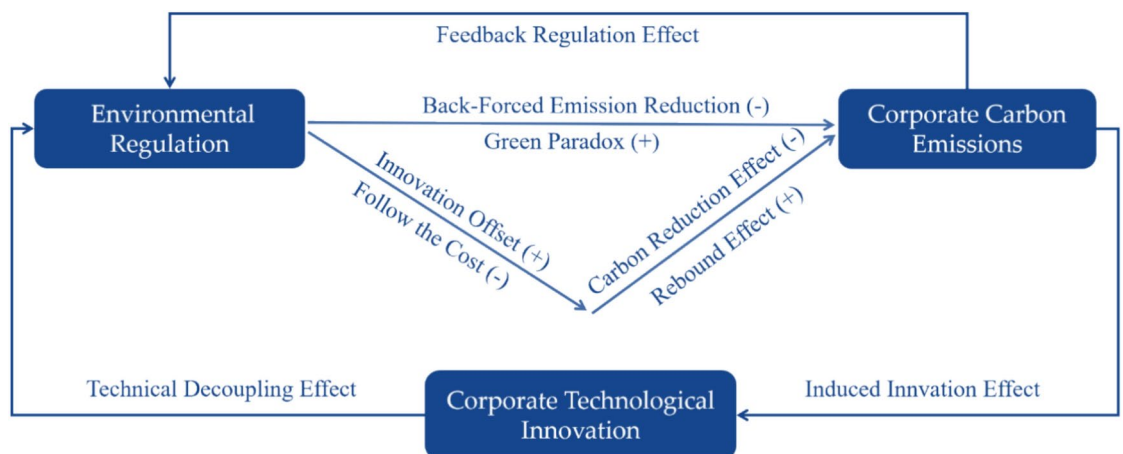 Feedback Regulation Effect
Environmental
Regulation
Back-Forced Emission Reduction (-)
Green Paradox (+)
Corporate Carbon
Emissions
Innovation Offset (+)
Follow the Cost (-)
Carbon Reduction Effect (-)
Rebound Effect (+)
Technical Decoupling Effect
Corporate Technological
Innovation
Induced Innvation Effect